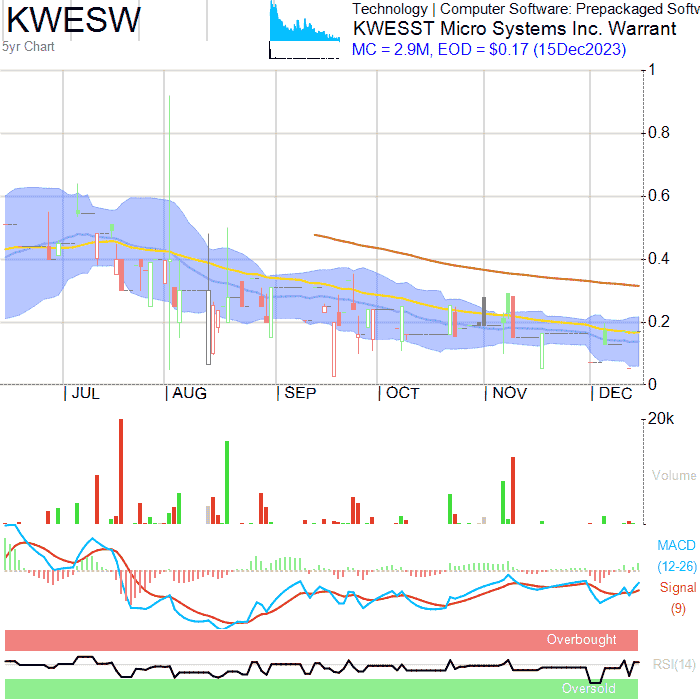 KWESW
5yr Chart
Technology | Computer Software: Prepackaged Softw
KWESST Micro Systems Inc. Warrant
MC = 2.9M, EOD = $0.17 (15Dec2023)
1
0.8
0.6
0.4
0.2
0
| JUL | AUG | SEP | OCT | NOV | DEC
20k
Volume
MACD
(12-26)
Signal
(9)
Overbought
RSI(14)
Oversold